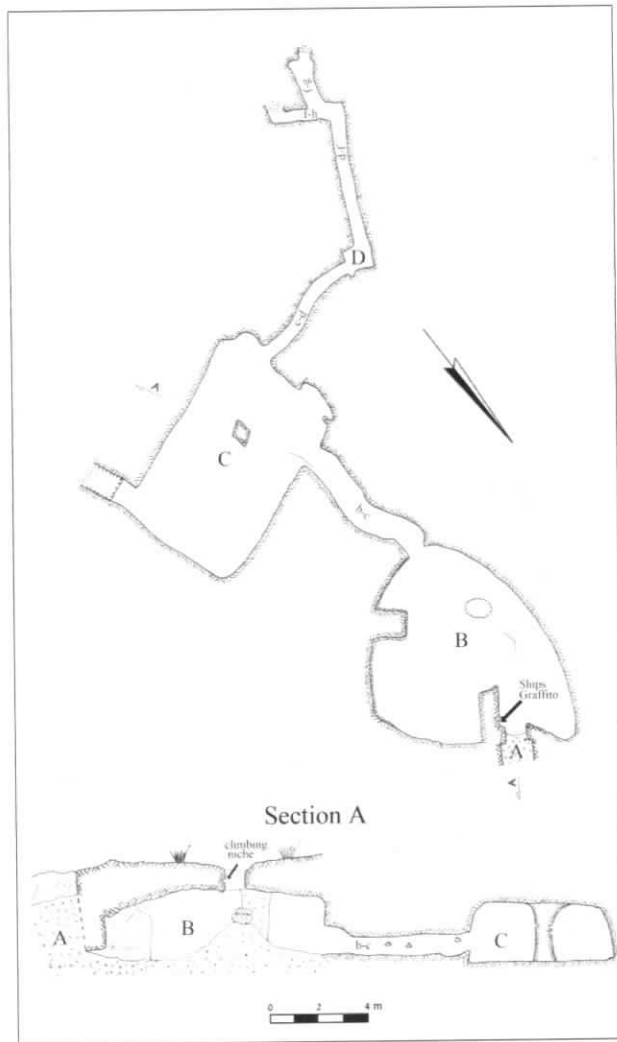 f-h
D
c-d
A
C
b-c
B
Ships
Graffito
A
A
Section A
climbing
niche
A
B
b-c
C
0 2 4 m